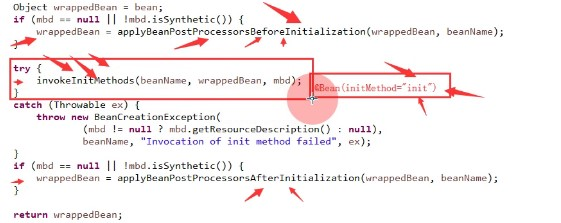 Object wrappedBean = bean;
if (mbd == null || !mbd.isSynthetic()) {
wrappedBean = applyBeanPostProcessorsBeforeInitialization(wrappedBean, beanName);
}
try {
invokeInitMethods(beanName, wrappedBean, mbd);
@Bean(initMethod="init")
}
catch (Throwable ex) {
throw new BeanCreationException(
(mbd != null ? mbd.getResourceDescription() : null),
beanName, "Invocation of init method failed", ex);
}
if (mbd == null || !mbd.isSynthetic()) {
wrappedBean = applyBeanPostProcessorsAfterInitialization(wrappedBean, beanName);
}
return wrappedBean;